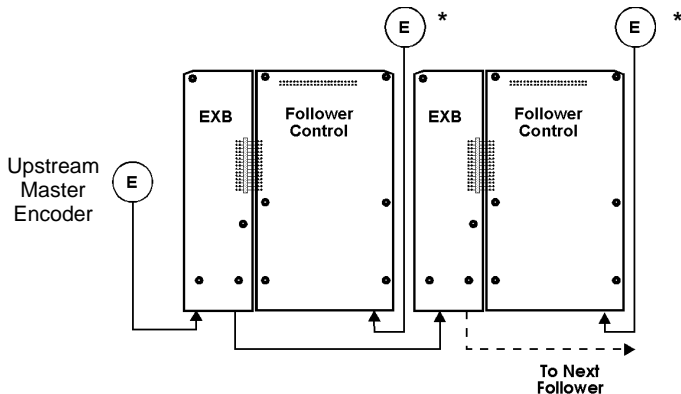 E *
E *
EXB
Follower
Control
EXB
Follower
Control
Upstream
Master
Encoder
E
To Next
Follower